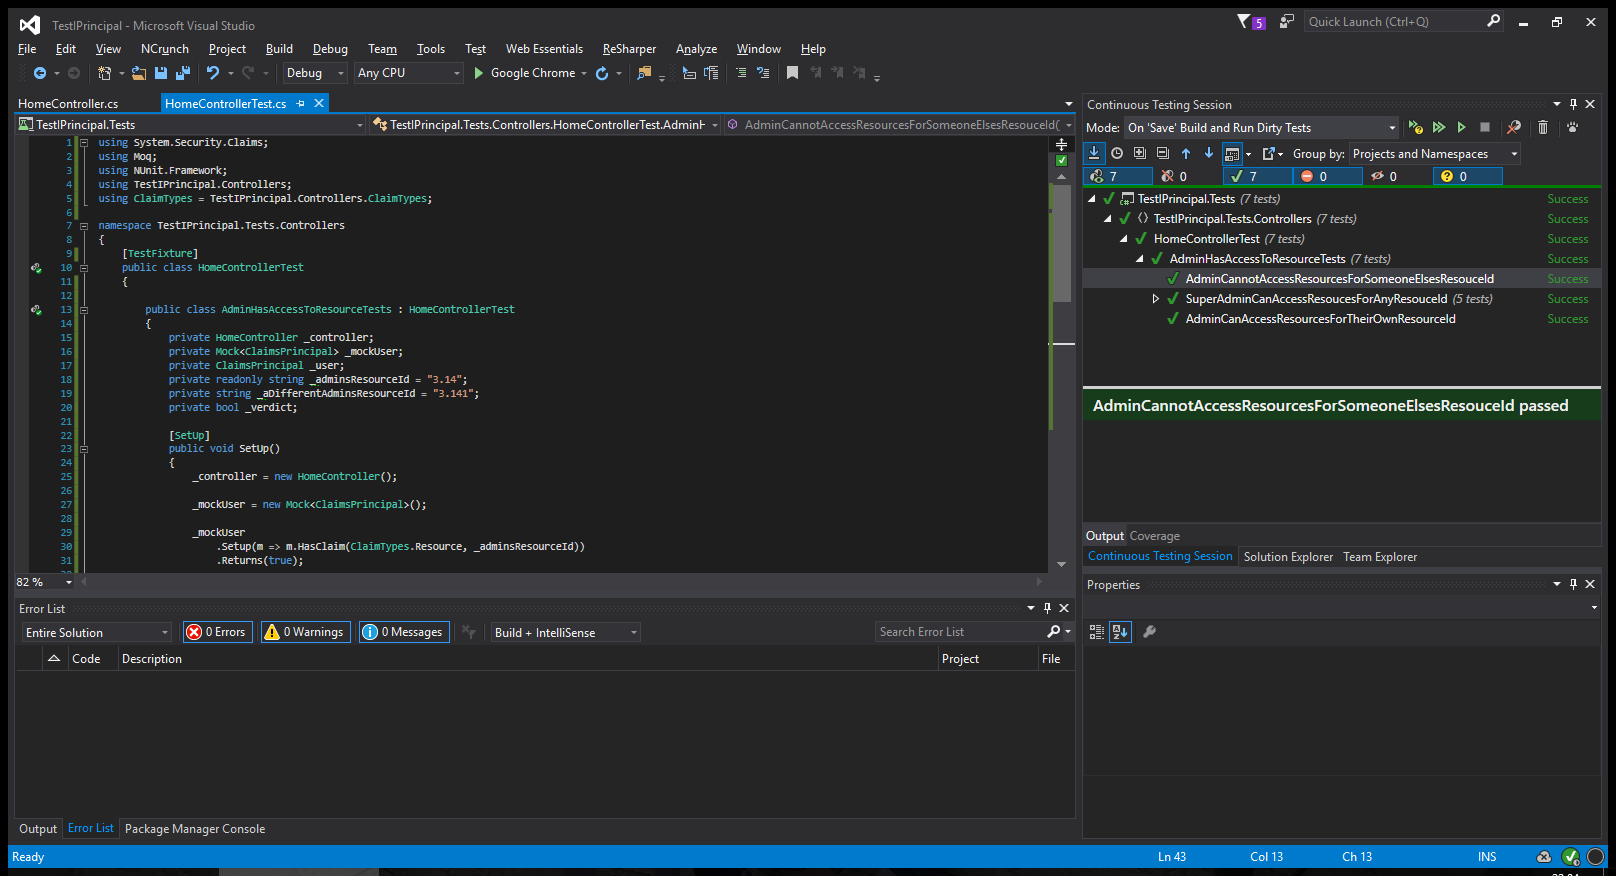 TestIPrincipal - Microsoft Visual Studio
5
Quick Launch (Ctrl+Q)
File Edit View NCrunch Project Build Debug Team Tools Test Web Essentials ReSharper Analyze Window Help
Debug Any CPU Google Chrome
HomeController.cs HomeControllerTest.cs
TestIPrincipal.Tests TestIPrincipal.Tests.Controllers.HomeControllerTest.AdminH AdminCannotAccessResourcesForSomeoneElsesResouceId(
1 using System.Security.Claims;
2 using Moq;
3 using NUnit.Framework;
4 using TestIPrincipal.Controllers;
5 using ClaimTypes = TestIPrincipal.Controllers.ClaimTypes;
6
7 namespace TestIPrincipal.Tests.Controllers
8 {
9 [TestFixture]
10 public class HomeControllerTest
11 {
12
13 public class AdminHasAccessToResourceTests : HomeControllerTest
14 {
15 private HomeController _controller;
16 private Mock<ClaimsPrincipal> _mockUser;
17 private ClaimsPrincipal _user;
18 private readonly string _adminsResourceId = "3.14";
19 private string _aDifferentAdminsResourceId = "3.141";
20 private bool _verdict;
21
22 [SetUp]
23 public void SetUp()
24 {
25 _controller = new HomeController();
26
27 _mockUser = new Mock<ClaimsPrincipal>();
28
29 _mockUser
30 .Setup(m => m.HasClaim(ClaimTypes.Resource, _adminsResourceId))
31 .Returns(true);
82 %
Continuous Testing Session
Mode: On 'Save' Build and Run Dirty Tests
Group by: Projects and Namespaces
7 0 7 0 0 0
TestIPrincipal.Tests (7 tests) Success
TestIPrincipal.Tests.Controllers (7 tests) Success
HomeControllerTest (7 tests) Success
AdminHasAccessToResourceTests (7 tests) Success
AdminCannotAccessResourcesForSomeoneElsesResouceId Success
SuperAdminCanAccessResoucesForAnyResouceId (5 tests) Success
AdminCanAccessResourcesForTheirOwnResourceId Success
AdminCannotAccessResourcesForSomeoneElsesResouceId passed
Output Coverage
Continuous Testing Session Solution Explorer Team Explorer
Properties
Error List
Entire Solution 0 Errors 0 Warnings 0 Messages Build + IntelliSense Search Error List
Code Description Project File
Output Error List Package Manager Console
Ready Ln 43 Col 13 Ch 13 INS